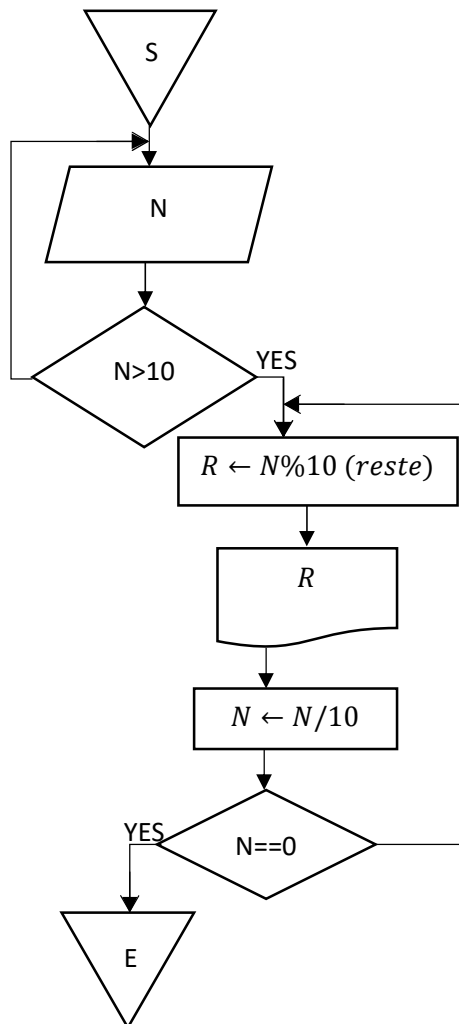 S
N
N>10
YES
R ← N%10 (reste)
R
N ← N/10
YES
N==0
E